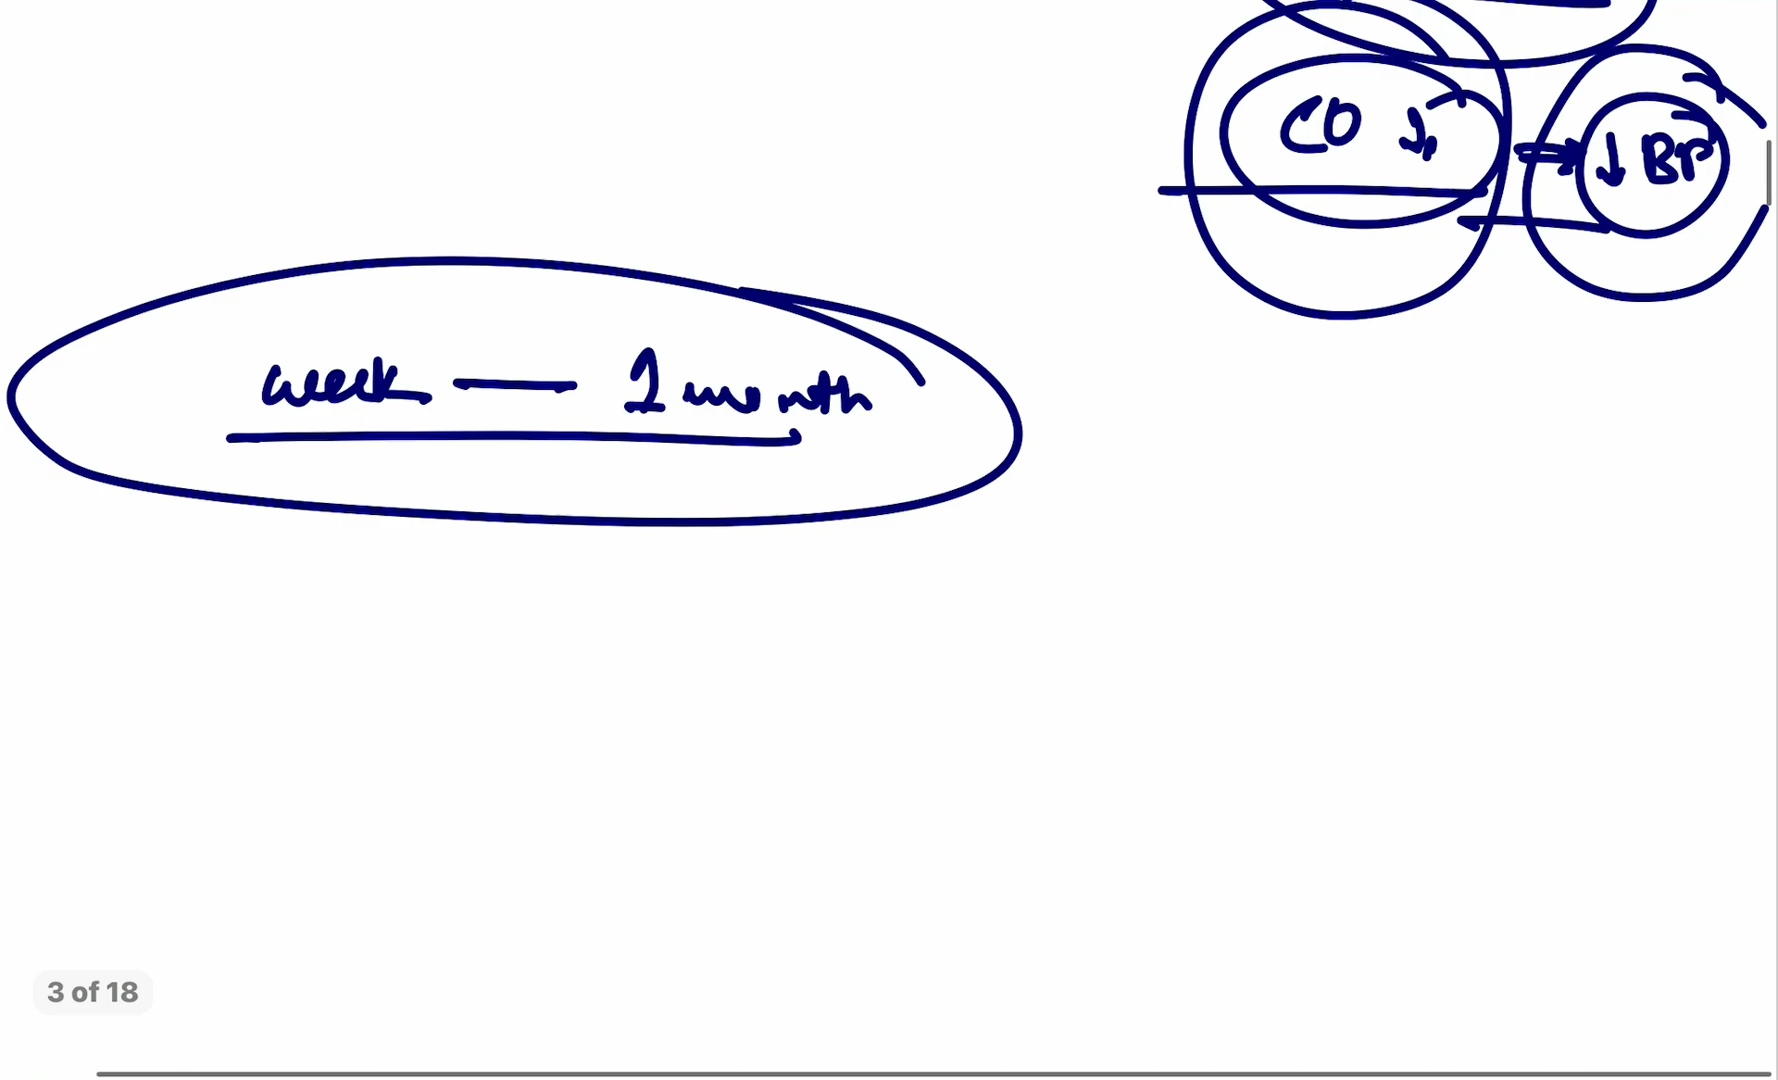 CO ↓ ⇒ ↓ BP
week — 1 month
3 of 18